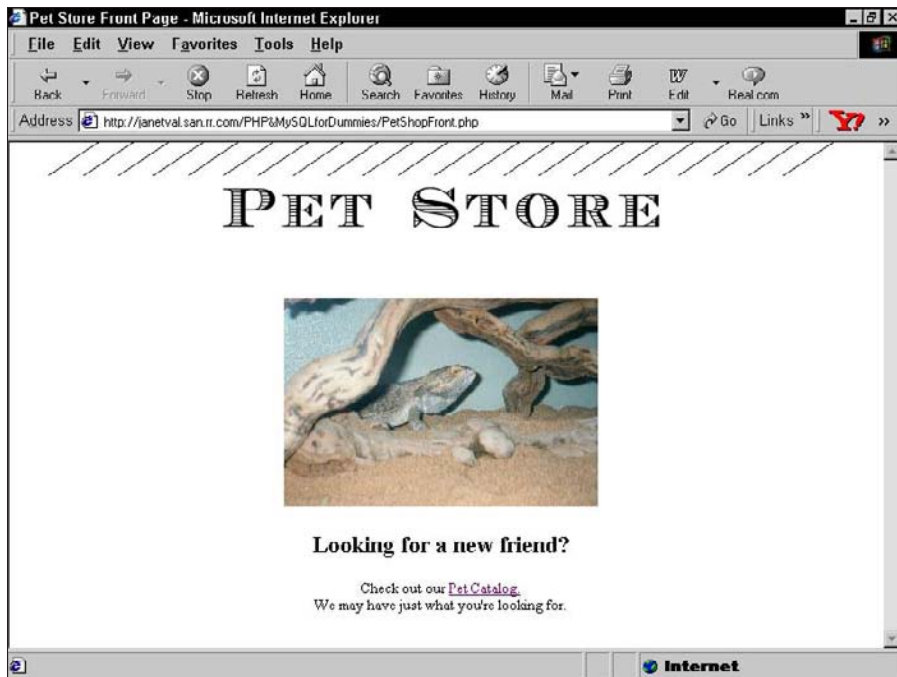 Pet Store Front Page - Microsoft Internet Explorer
File Edit View Favorites Tools Help
Back Forward Stop Refresh Home Search Favorites History Mail Print Edit Real.com
Address http://janetval.san.rr.com/PHP&MySQLforDummies/PetShopFront.php Go Links » Y! »
PET STORE
Looking for a new friend?
Check out our Pet Catalog.
We may have just what you're looking for.
Internet